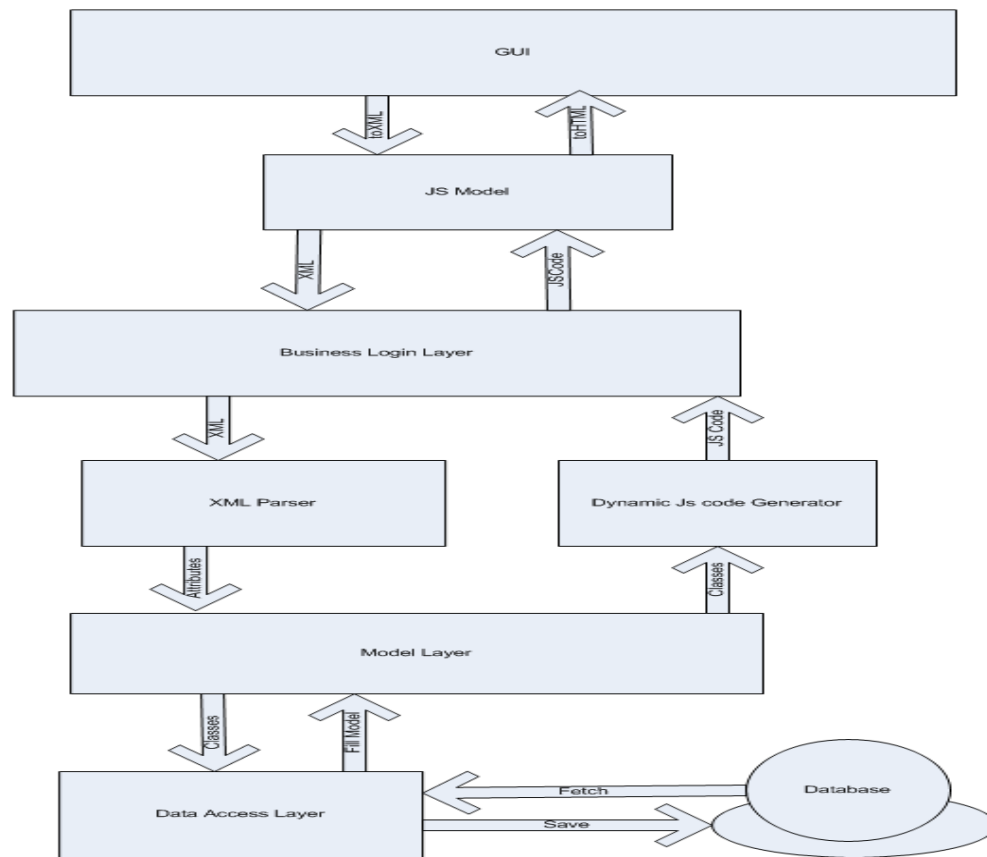 GUI
toXML
toHTML
JS Model
XML
JSCode
Business Login Layer
XML
JS Code
XML Parser
Dynamic Js code Generator
Attributes
Classes
Model Layer
Classes
Fill Model
Data Access Layer
Fetch
Save
Database